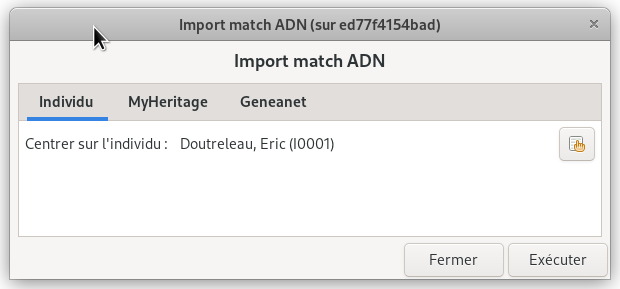 Import match ADN (sur ed77f4154bad)
Import match ADN
Individu MyHeritage Geneanet
Centrer sur l'individu : Doutreleau, Eric (I0001)
Fermer Exécuter